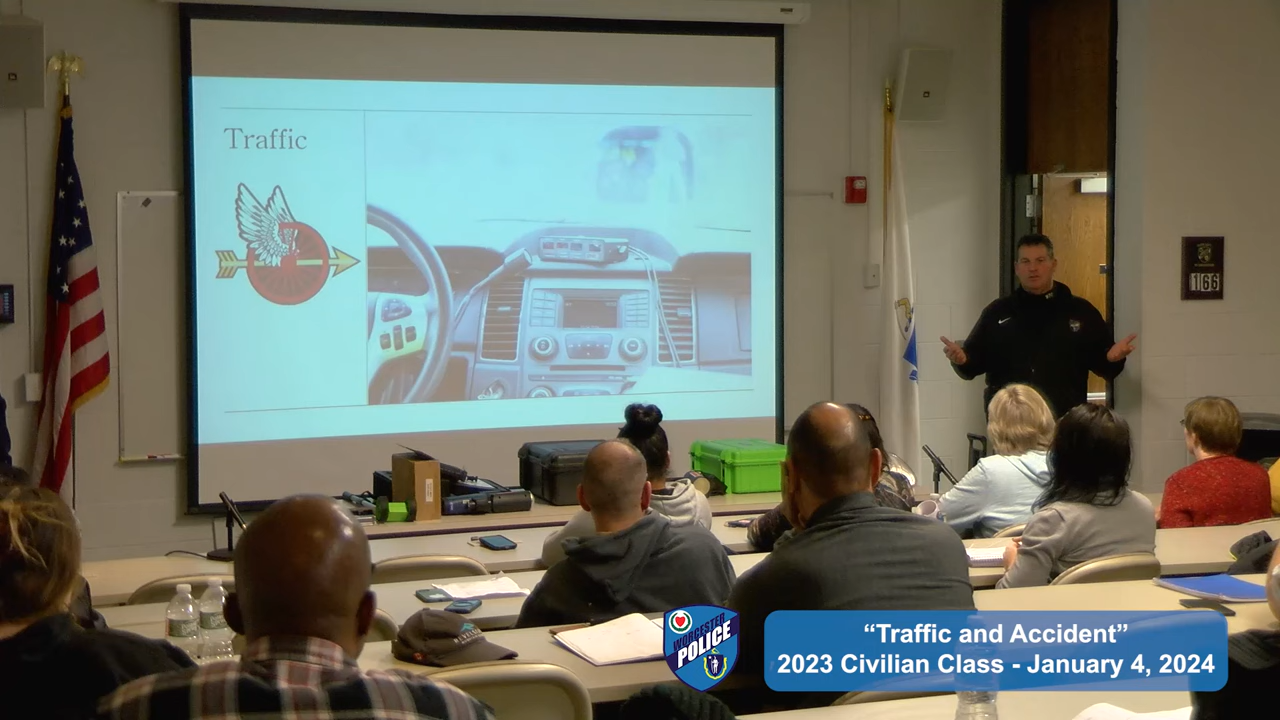 Traffic
166
WORCESTER
POLICE
“Traffic and Accident”
2023 Civilian Class - January 4, 2024